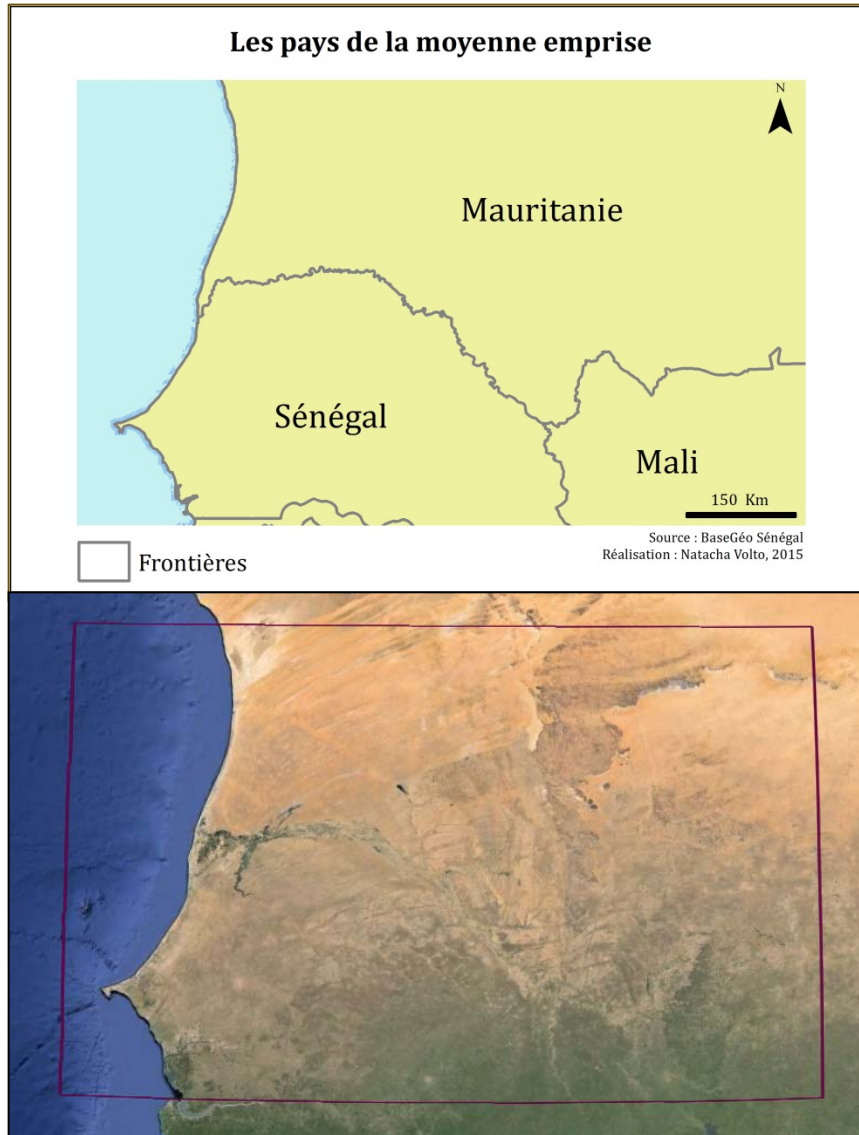 Les pays de la moyenne emprise
N
Mauritanie
Sénégal
Mali
150 Km
Source : BaseGéo Sénégal
Réalisation : Natacha Volto, 2015
Frontières